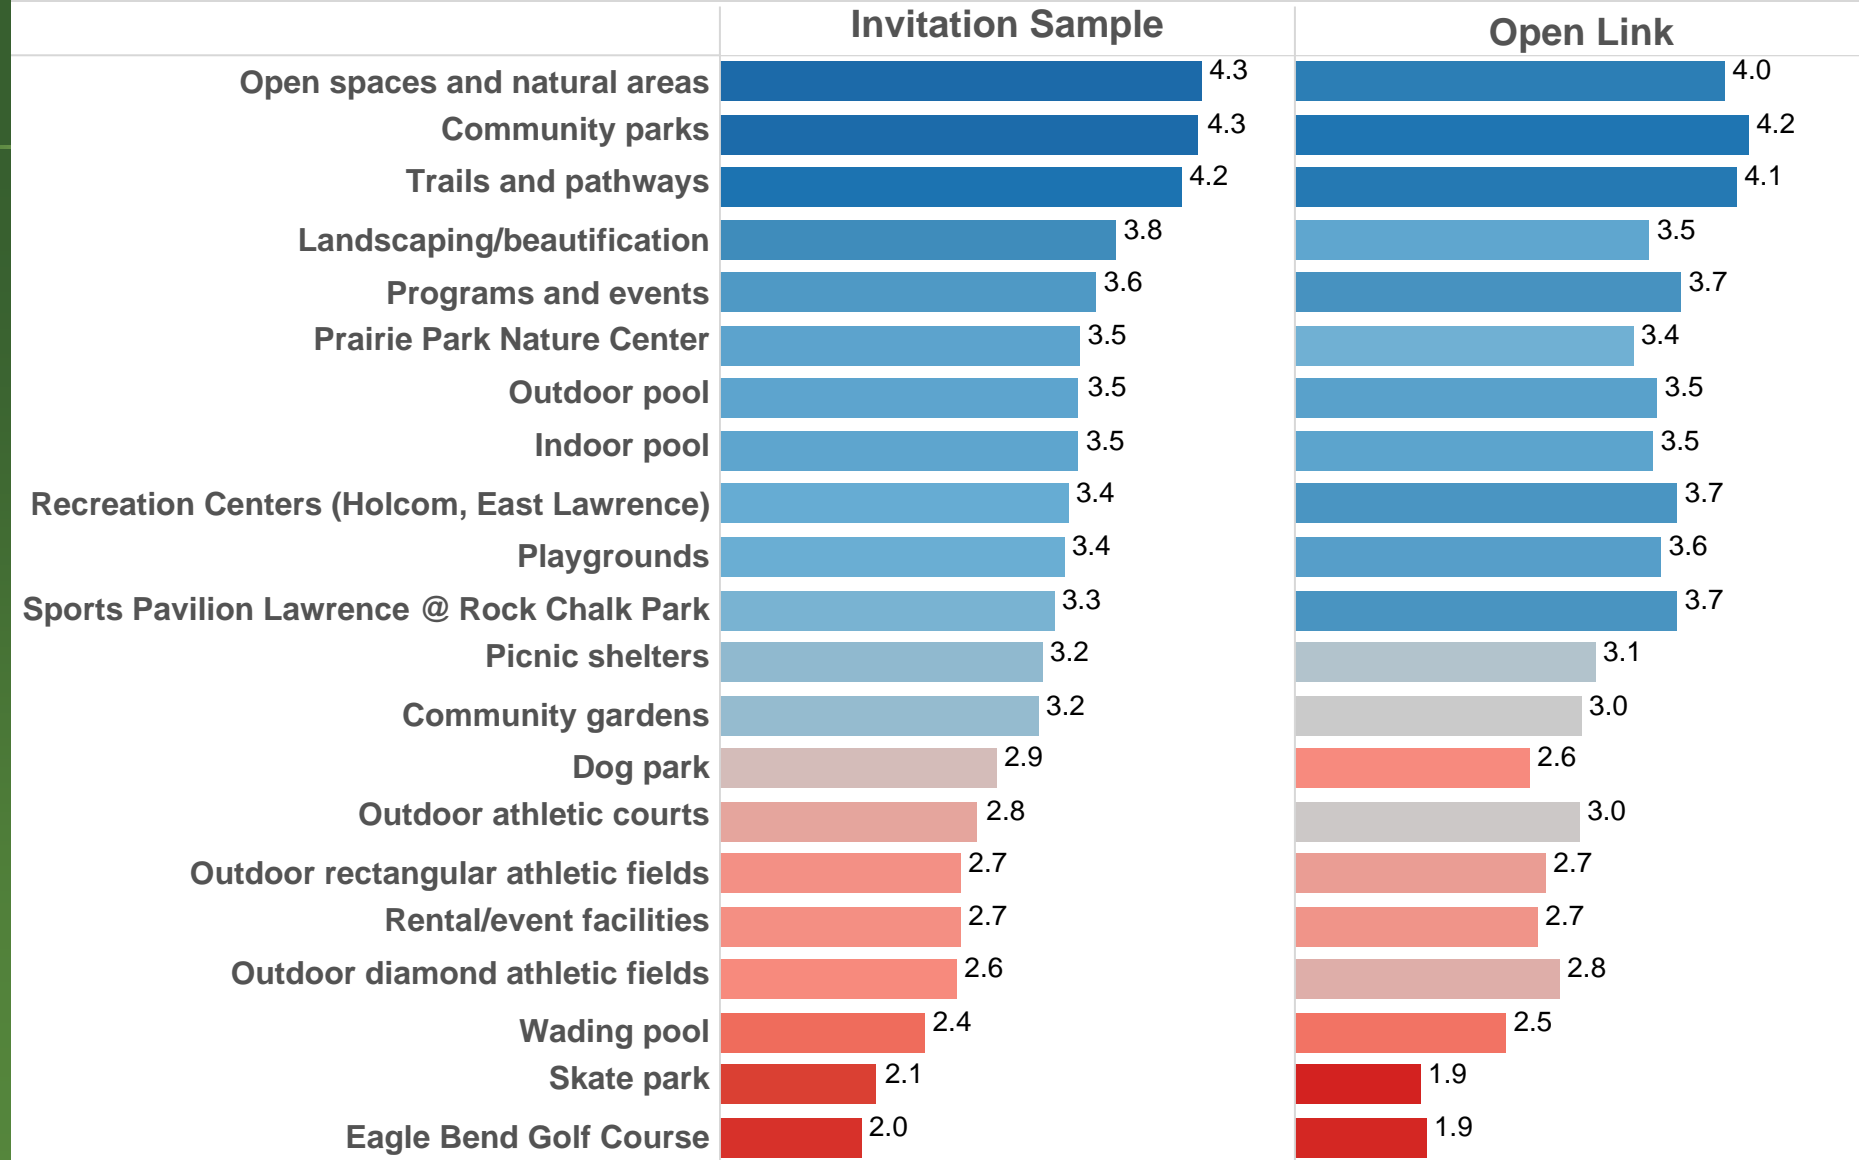 Invitation Sample Open Link
Open spaces and natural areas 4.3 4.0
Community parks 4.3 4.2
Trails and pathways 4.2 4.1
Landscaping/beautification 3.8 3.5
Programs and events 3.6 3.7
Prairie Park Nature Center 3.5 3.4
Outdoor pool 3.5 3.5
Indoor pool 3.5 3.5
Recreation Centers (Holcom, East Lawrence) 3.4 3.7
Playgrounds 3.4 3.6
Sports Pavilion Lawrence @ Rock Chalk Park 3.3 3.7
Picnic shelters 3.2 3.1
Community gardens 3.2 3.0
Dog park 2.9 2.6
Outdoor athletic courts 2.8 3.0
Outdoor rectangular athletic fields 2.7 2.7
Rental/event facilities 2.7 2.7
Outdoor diamond athletic fields 2.6 2.8
Wading pool 2.4 2.5
Skate park 2.1 1.9
Eagle Bend Golf Course 2.0 1.9